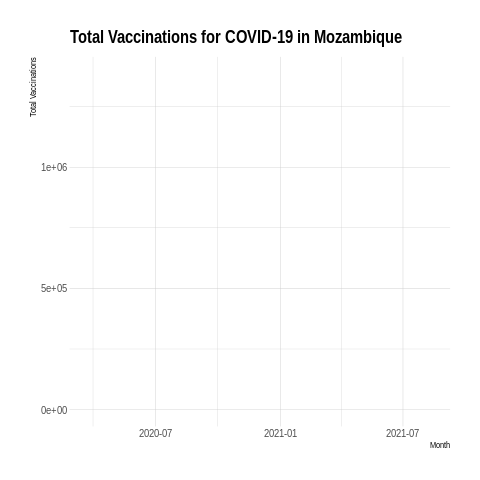 Total Vaccinations for COVID-19 in Mozambique
Total Vaccinations
1e+06
5e+05
0e+00
2020-07 2021-01 2021-07
Month